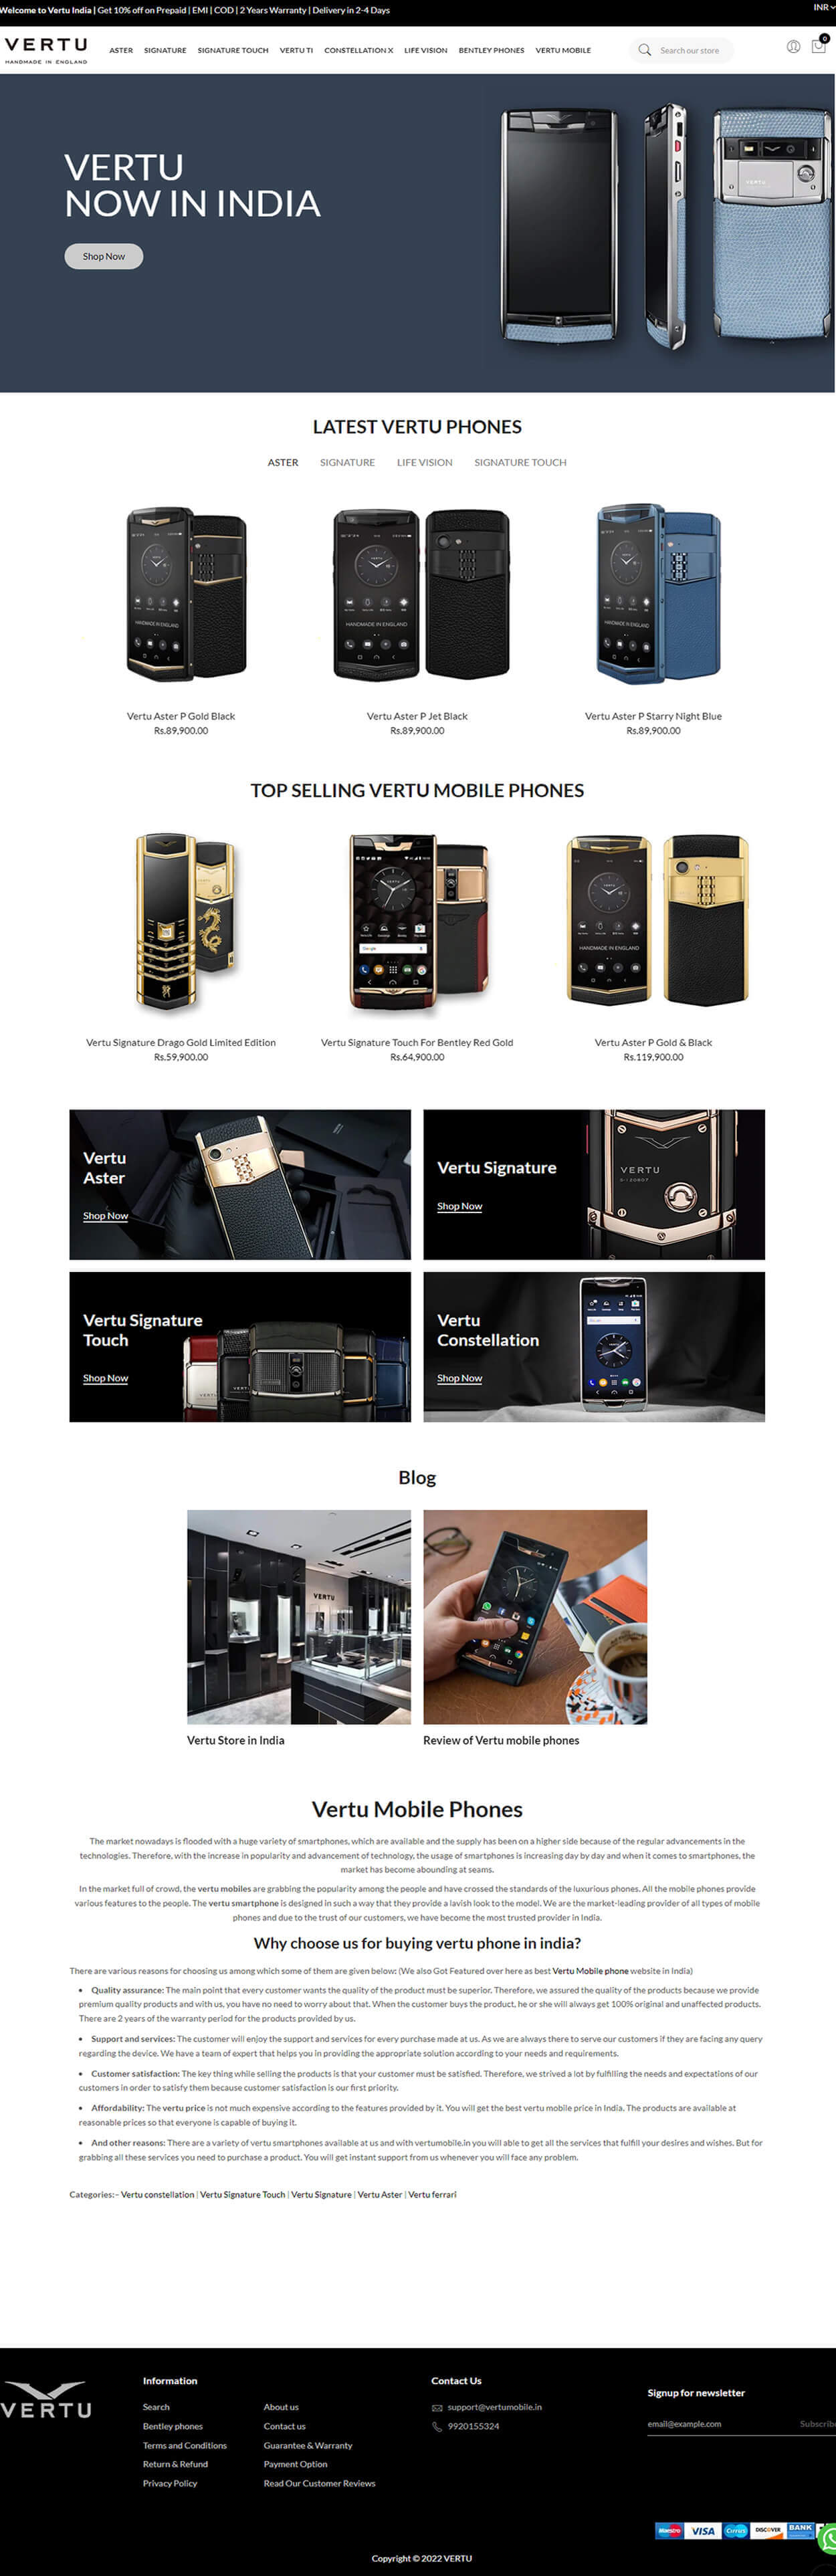 Welcome to Vertu India | Get 10% off on Prepaid | EMI | COD | 2 Years Warranty | Delivery in 2-4 Days
INR
VERTU
HANDMADE IN ENGLAND
ASTER SIGNATURE SIGNATURE TOUCH VERTU TI CONSTELLATION X LIFE VISION BENTLEY PHONES VERTU MOBILE
Search our store
0
VERTU
NOW IN INDIA
Shop Now
LATEST VERTU PHONES
ASTER SIGNATURE LIFE VISION SIGNATURE TOUCH
HANDMADE IN ENGLAND
HANDMADE IN ENGLAND
HANDMADE IN ENGLAND
Vertu Aster P Gold Black
Rs.89,900.00
Vertu Aster P Jet Black
Rs.89,900.00
Vertu Aster P Starry Night Blue
Rs.89,900.00
TOP SELLING VERTU MOBILE PHONES
HANDMADE IN ENGLAND
Vertu Signature Drago Gold Limited Edition
Rs.59,900.00
Vertu Signature Touch For Bentley Red Gold
Rs.64,900.00
Vertu Aster P Gold & Black
Rs.119,900.00
Vertu
Aster
Shop Now
Vertu Signature
Shop Now
VERTU
Vertu Signature
Touch
Shop Now
Vertu
Constellation
Shop Now
Blog
VERTU
Vertu Store in India
Review of Vertu mobile phones
Vertu Mobile Phones
The market nowadays is flooded with a huge variety of smartphones, which are available and the supply has been on a higher side because of the regular advancements in the
technologies. Therefore, with the increase in popularity and advancement of technology, the usage of smartphones is increasing day by day and when it comes to smartphones, the
market has become abounding at seams.
In the market full of crowd, the vertu mobiles are grabbing the popularity among the people and have crossed the standards of the luxurious phones. All the mobile phones provide
various features to the people. The vertu smartphone is designed in such a way that they provide a lavish look to the model. We are the market-leading provider of all types of mobile
phones and due to the trust of our customers, we have become the most trusted provider in India.
Why choose us for buying vertu phone in india?
There are various reasons for choosing us among which some of them are given below: (We also Got Featured over here as best Vertu Mobile phone website in India)
• Quality assurance: The main point that every customer wants the quality of the product must be superior. Therefore, we assured the quality of the products because we provide
premium quality products and with us, you have no need to worry about that. When the customer buys the product, he or she will always get 100% original and unaffected products.
There are 2 years of the warranty period for the products provided by us.
• Support and services: The customer will enjoy the support and services for every purchase made at us. As we are always there to serve our customers if they are facing any query
regarding the device. We have a team of expert that helps you in providing the appropriate solution according to your needs and requirements.
• Customer satisfaction: The key thing while selling the products is that your customer must be satisfied. Therefore, we strived a lot by fulfilling the needs and expectations of our
customers in order to satisfy them because customer satisfaction is our first priority.
• Affordability: The vertu price is not much expensive according to the features provided by it. You will get the best vertu mobile price in India. The products are available at
reasonable prices so that everyone is capable of buying it.
• And other reasons: There are a variety of vertu smartphones available at us and with vertumobile.in you will able to get all the services that fulfill your desires and wishes. But for
grabbing all these services you need to purchase a product. You will get instant support from us whenever you will face any problem.
Categories:- Vertu constellation | Vertu Signature Touch | Vertu Signature | Vertu Aster | Vertu ferrari
VERTU
Information
Search
Bentley phones
Terms and Conditions
Return & Refund
Privacy Policy
About us
Contact us
Guarantee & Warranty
Payment Option
Read Our Customer Reviews
Contact Us
support@vertumobile.in
9920155324
Signup for newsletter
email@example.com Subscrib
Maestro VISA Cirrus DISCOVER BANK
Copyright © 2022 VERTU